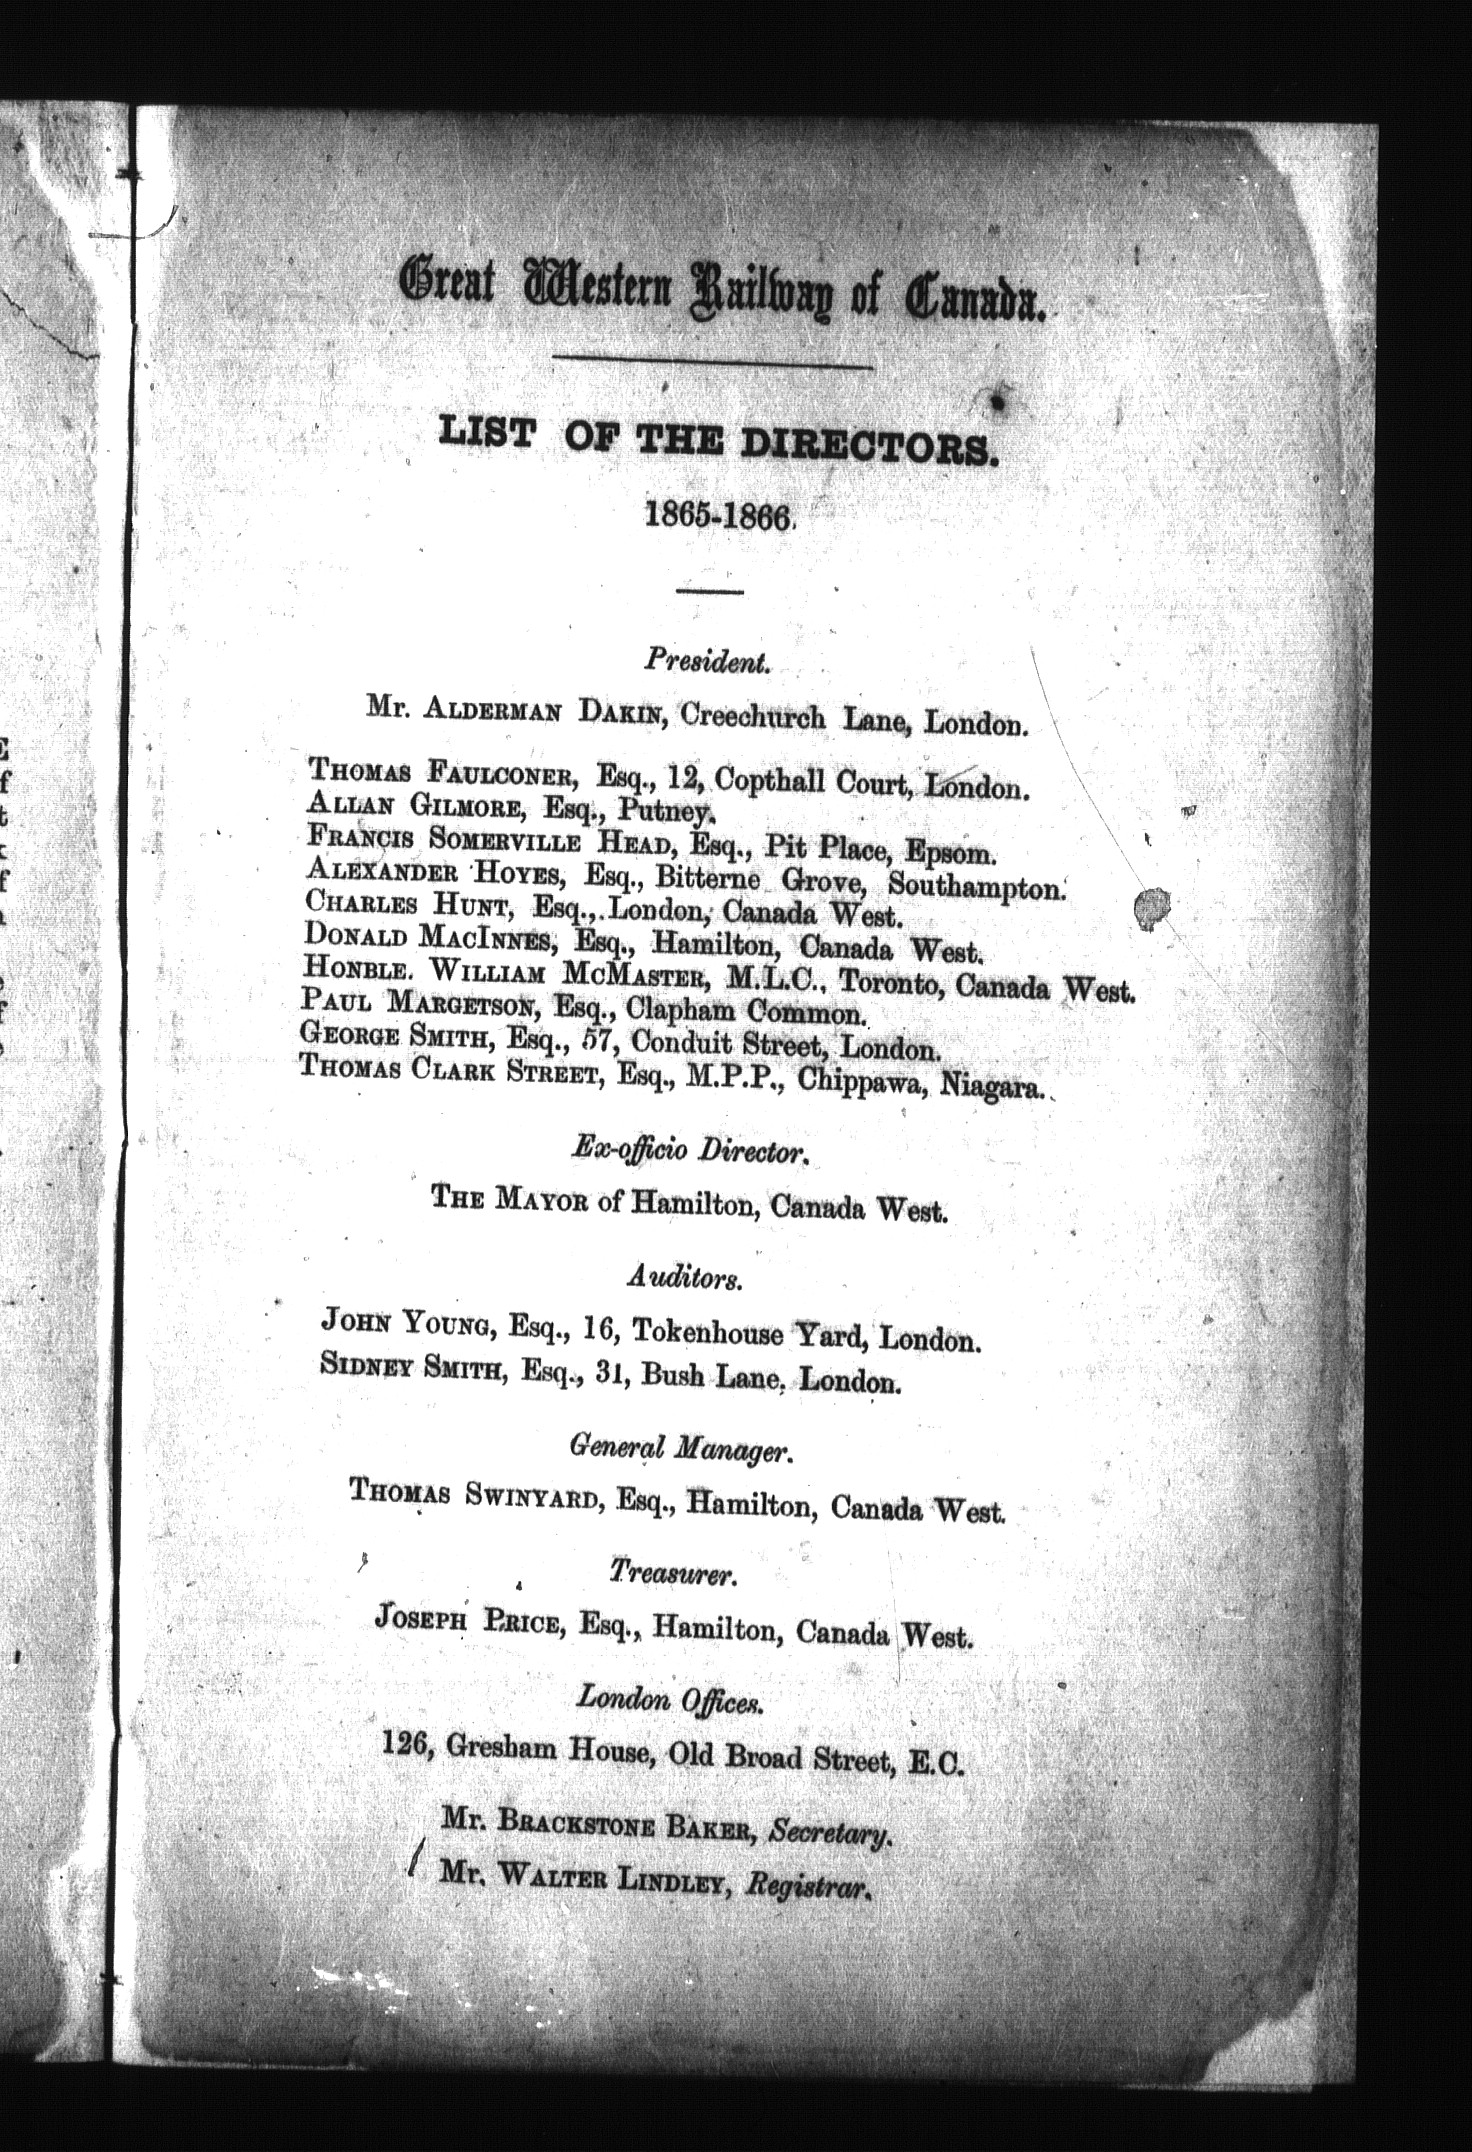 Great Western Railway of Canada.
LIST OF THE DIRECTORS.
1865-1866.
President.
Mr. ALDERMAN DAKIN, Creechurch Lane, London.
THOMAS FAULCONER, Esq., 12, Copthall Court, London.
ALLAN GILMORE, Esq., Putney.
FRANCIS SOMERVILLE HEAD, Esq., Pit Place, Epsom.
ALEXANDER HOYES, Esq., Bitterne Grove, Southampton.
CHARLES HUNT, Esq., London, Canada West.
DONALD MACINNES, Esq., Hamilton, Canada West.
HONBLE. WILLIAM MCMASTER, M.L.C., Toronto, Canada West.
PAUL MARGETSON, Esq., Clapham Common.
GEORGE SMITH, Esq., 57, Conduit Street, London.
THOMAS CLARK STREET, Esq., M.P.P., Chippawa, Niagara.
Ex-officio Director.
THE MAYOR of Hamilton, Canada West.
Auditors.
JOHN YOUNG, Esq., 16, Tokenhouse Yard, London.
SIDNEY SMITH, Esq., 31, Bush Lane, London.
General Manager.
THOMAS SWINYARD, Esq., Hamilton, Canada West.
Treasurer.
JOSEPH PRICE, Esq., Hamilton, Canada West.
London Offices.
126, Gresham House, Old Broad Street, E.C.
Mr. BRACKSTONE BAKER, Secretary.
Mr. WALTER LINDLEY, Registrar.